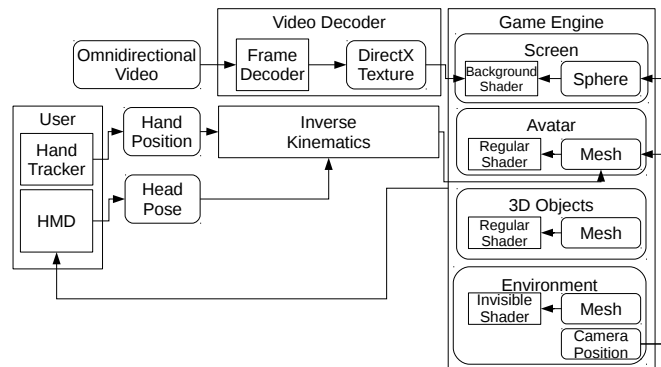 Video Decoder
Game Engine
Omnidirectional
Video
Frame
Decoder
DirectX
Texture
Screen
Background
Shader
Sphere
User
Hand
Tracker
HMD
Hand
Position
Head
Pose
Inverse
Kinematics
Avatar
Regular
Shader
Mesh
3D Objects
Regular
Shader
Mesh
Environment
Invisible
Shader
Mesh
Camera
Position